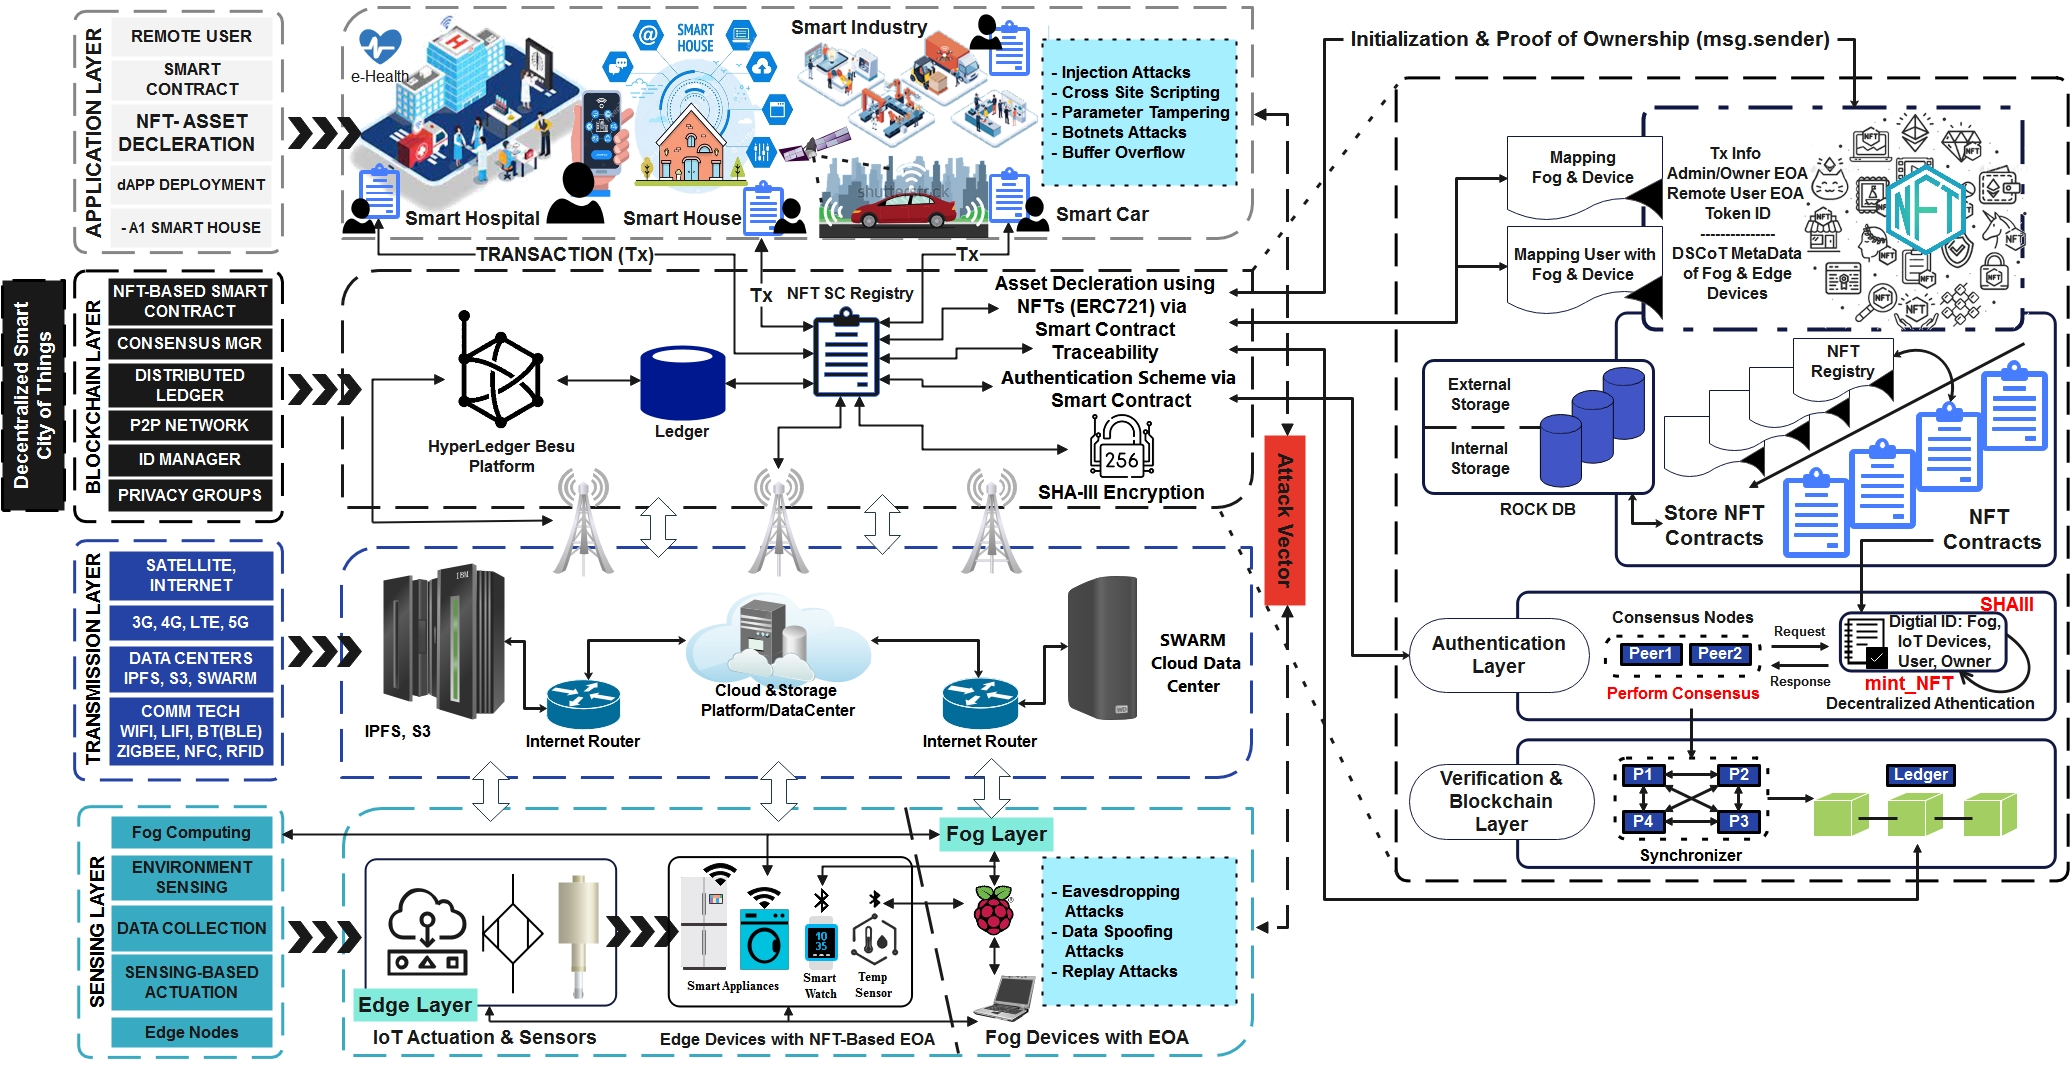 Decentralized Smart
City of Things
APPLICATION LAYER
REMOTE USER
SMART
CONTRACT
NFT- ASSET
DECLERATION
dAPP DEPLOYMENT
- A1 SMART HOUSE
BLOCKCHAIN LAYER
NFT-BASED SMART
CONTRACT
CONSENSUS MGR
DISTRIBUTED
LEDGER
P2P NETWORK
ID MANAGER
PRIVACY GROUPS
TRANSMISSION LAYER
SATELLITE,
INTERNET
3G, 4G, LTE, 5G
DATA CENTERS
IPFS, S3, SWARM
COMM TECH
WIFI, LIFI, BT(BLE)
ZIGBEE, NFC, RFID
SENSING LAYER
Fog Computing
ENVIRONMENT
SENSING
DATA COLLECTION
SENSING-BASED
ACTUATION
Edge Nodes
e-Health
H
Smart Hospital
SMART
HOUSE
@
Smart House
Smart Industry
shutterstock
Smart Car
- Injection Attacks
- Cross Site Scripting
- Parameter Tampering
- Botnets Attacks
- Buffer Overflow
TRANSACTION (Tx)
Tx
Tx
NFT SC Registry
HyperLedger Besu
Platform
Ledger
Asset Decleration using
NFTs (ERC721) via
Smart Contract
Traceability
Authentication Scheme via
Smart Contract
256
SHA-III Encryption
Attack Vector
IBM
IPFS, S3
Internet Router
Cloud & Storage
Platform/DataCenter
Internet Router
WD
SWARM
Cloud Data
Center
Fog Layer
Edge Layer
IoT Actuation & Sensors
Smart Appliances
10
35
Smart
Watch
Temp
Sensor
Edge Devices with NFT-Based EOA
Fog Devices with EOA
- Eavesdropping
Attacks
- Data Spoofing
Attacks
- Replay Attacks
Initialization & Proof of Ownership (msg.sender)
Mapping
Fog & Device
Mapping User with
Fog & Device
Tx Info
Admin/Owner EOA
Remote User EOA
Token ID
----------------
DSCoT MetaData
of Fog & Edge
Devices
NFT
External
Storage
Internal
Storage
ROCK DB
NFT
Registry
Store NFT
Contracts
NFT
Contracts
Authentication
Layer
Consensus Nodes
Peer1
Peer2
Perform Consensus
Request
Response
SHAIII
Digtial ID: Fog,
IoT Devices,
User, Owner
mint_NFT
Decentralized Athentication
Verification &
Blockchain
Layer
P1
P2
P4
P3
Synchronizer
Ledger